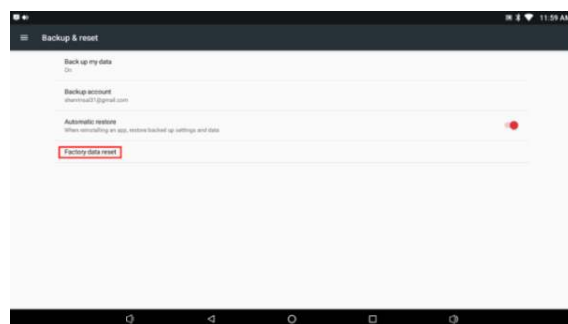 11:59 AM
Backup & reset
Back up my data
On
Backup account
Automatic restore
When reinstalling an app, restore backed up settings and data
Factory data reset